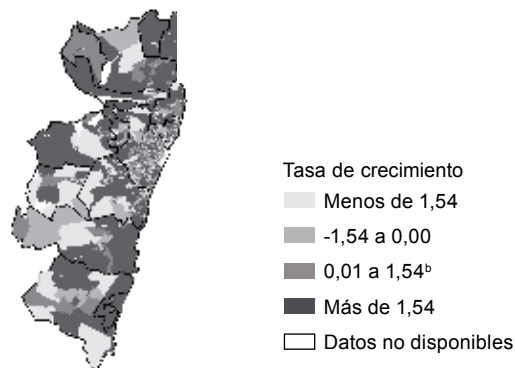 Tasa de crecimiento
Menos de 1,54
-1,54 a 0,00
0,01 a 1,54ᵇ
Más de 1,54
Datos no disponibles